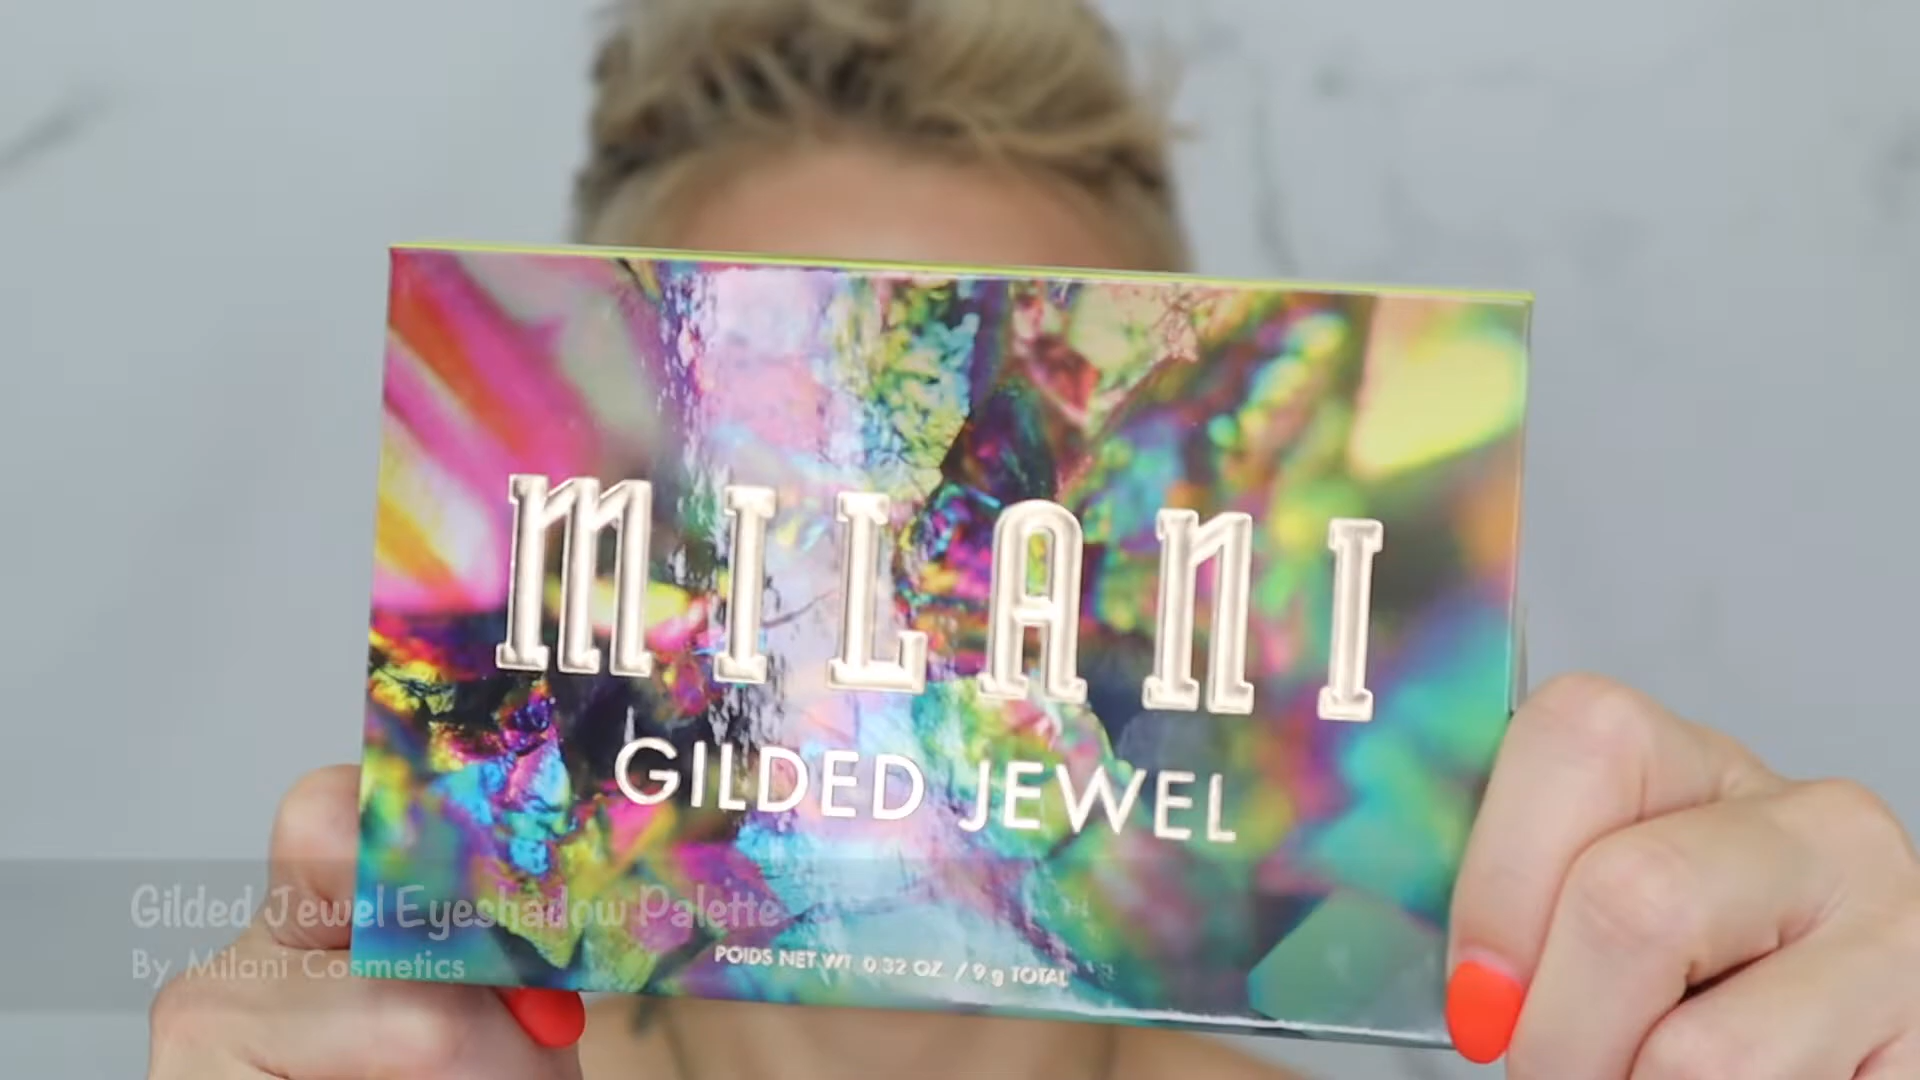 MILANI
GILDED JEWEL
Gilded Jewel Eyeshadow Palette
By Milani Cosmetics
POIDS NET WT. 0.32 OZ. / 9 g TOTAL